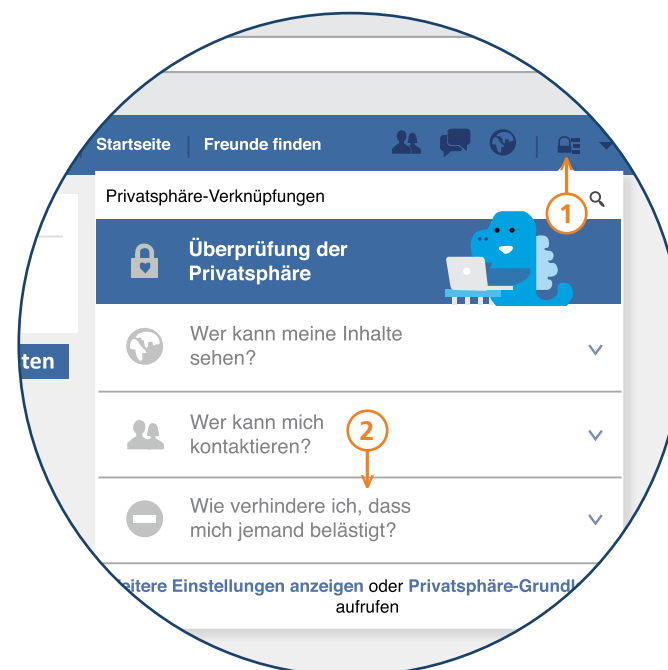 Startseite Freunde finden
Privatsphäre-Verknüpfungen
1
Überprüfung der
Privatsphäre
Wer kann meine Inhalte
sehen?
ten
Wer kann mich
kontaktieren?
2
Wie verhindere ich, dass
mich jemand belästigt?
eitere Einstellungen anzeigen oder Privatsphäre-Grundl
aufrufen